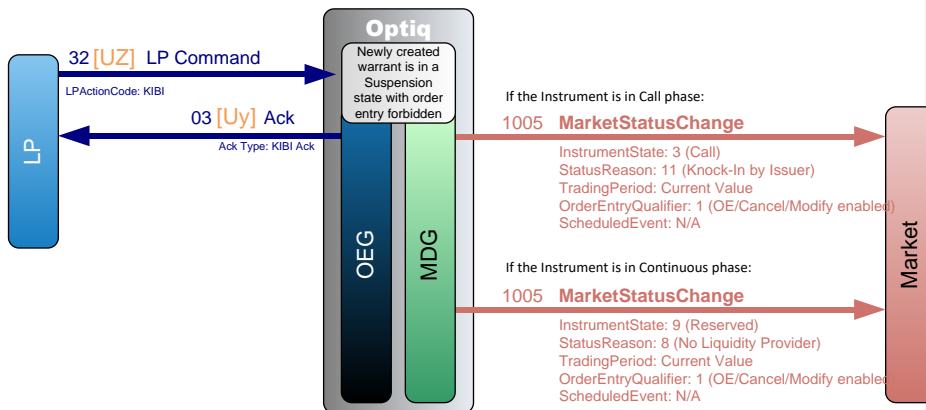 Optiq
Newly created
warrant is in a
Suspension
state with order
entry forbidden
32 [UZ] LP Command
LPActionCode: KIBI
03 [Uy] Ack
Ack Type: KIBI Ack
LP
OEG
MDG
If the Instrument is in Call phase:
1005 MarketStatusChange
InstrumentState: 3 (Call)
StatusReason: 11 (Knock-In by Issuer)
TradingPeriod: Current Value
OrderEntryQualifier: 1 (OE/Cancel/Modify enabled)
ScheduledEvent: N/A
If the Instrument is in Continuous phase:
1005 MarketStatusChange
InstrumentState: 9 (Reserved)
StatusReason: 8 (No Liquidity Provider)
TradingPeriod: Current Value
OrderEntryQualifier: 1 (OE/Cancel/Modify enabled)
ScheduledEvent: N/A
Market